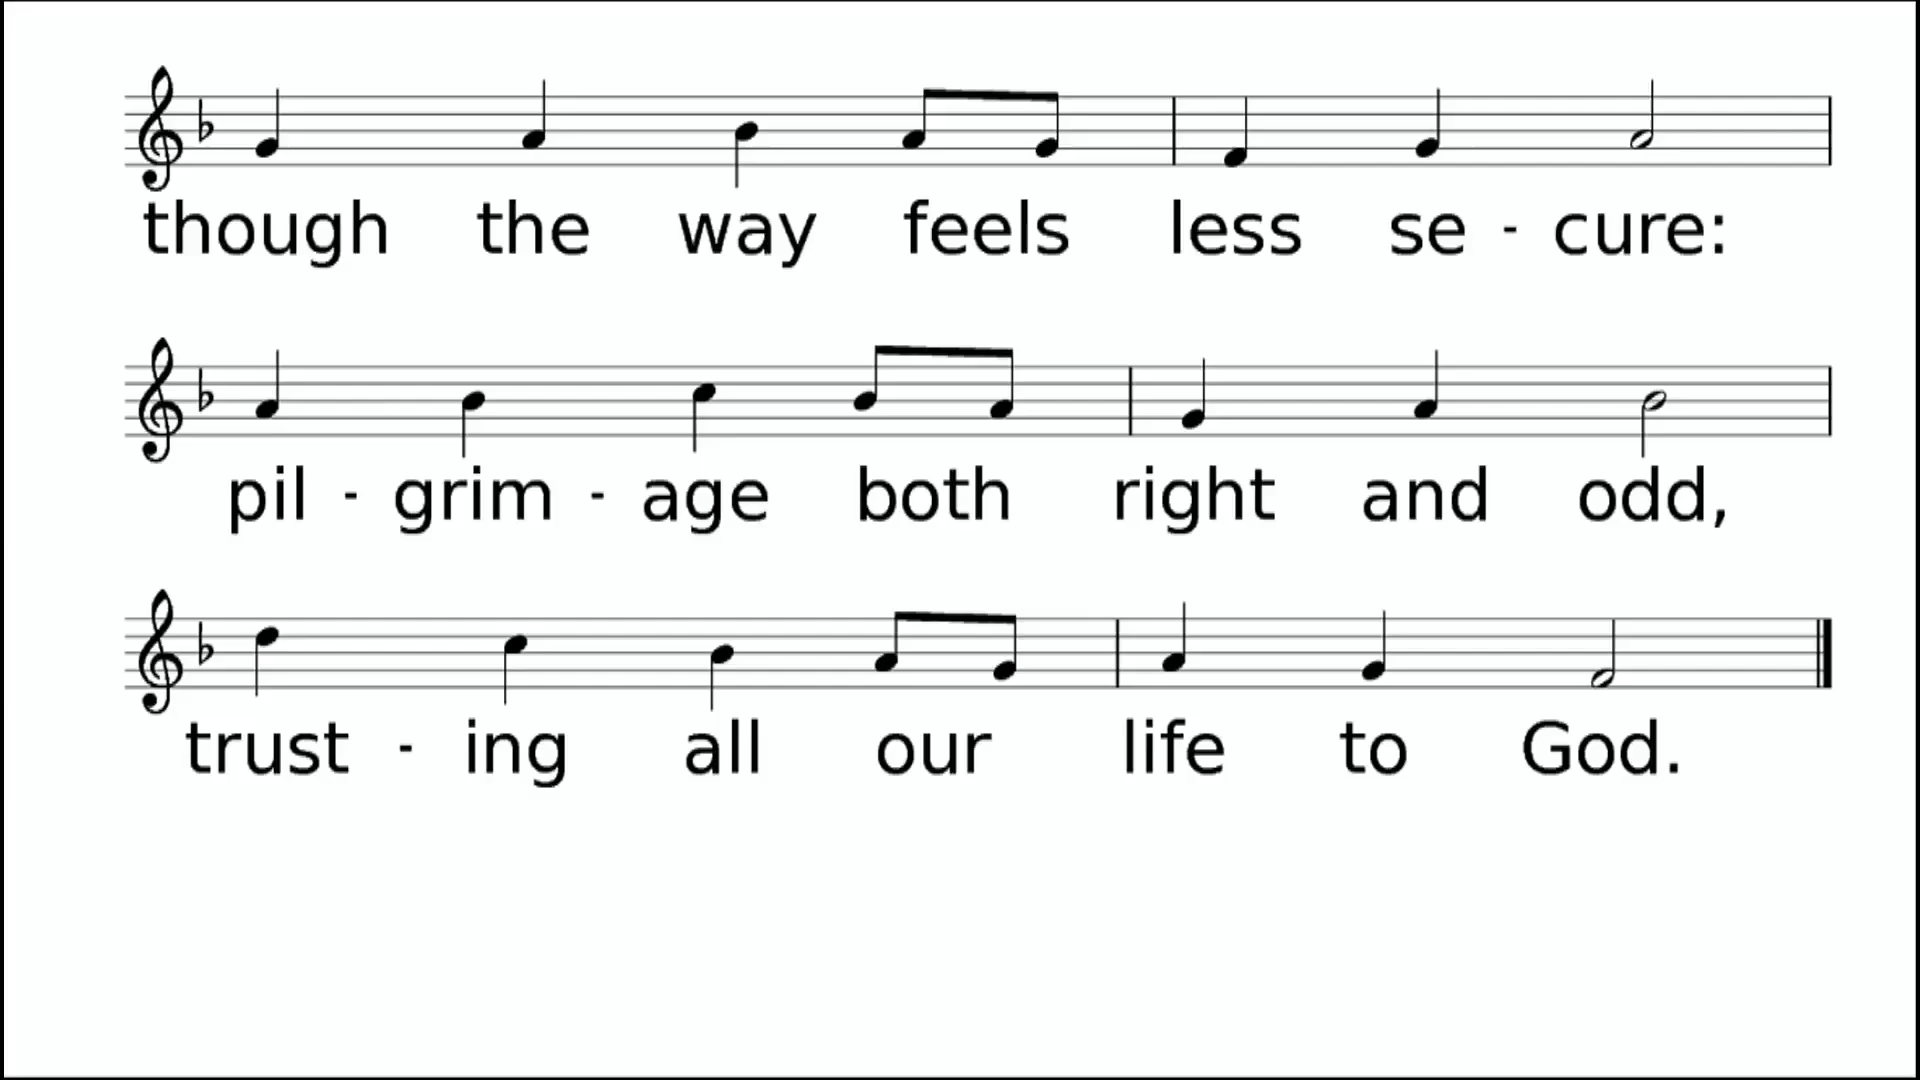 though the way feels less se - cure:
pil - grim - age both right and odd,
trust - ing all our life to God.